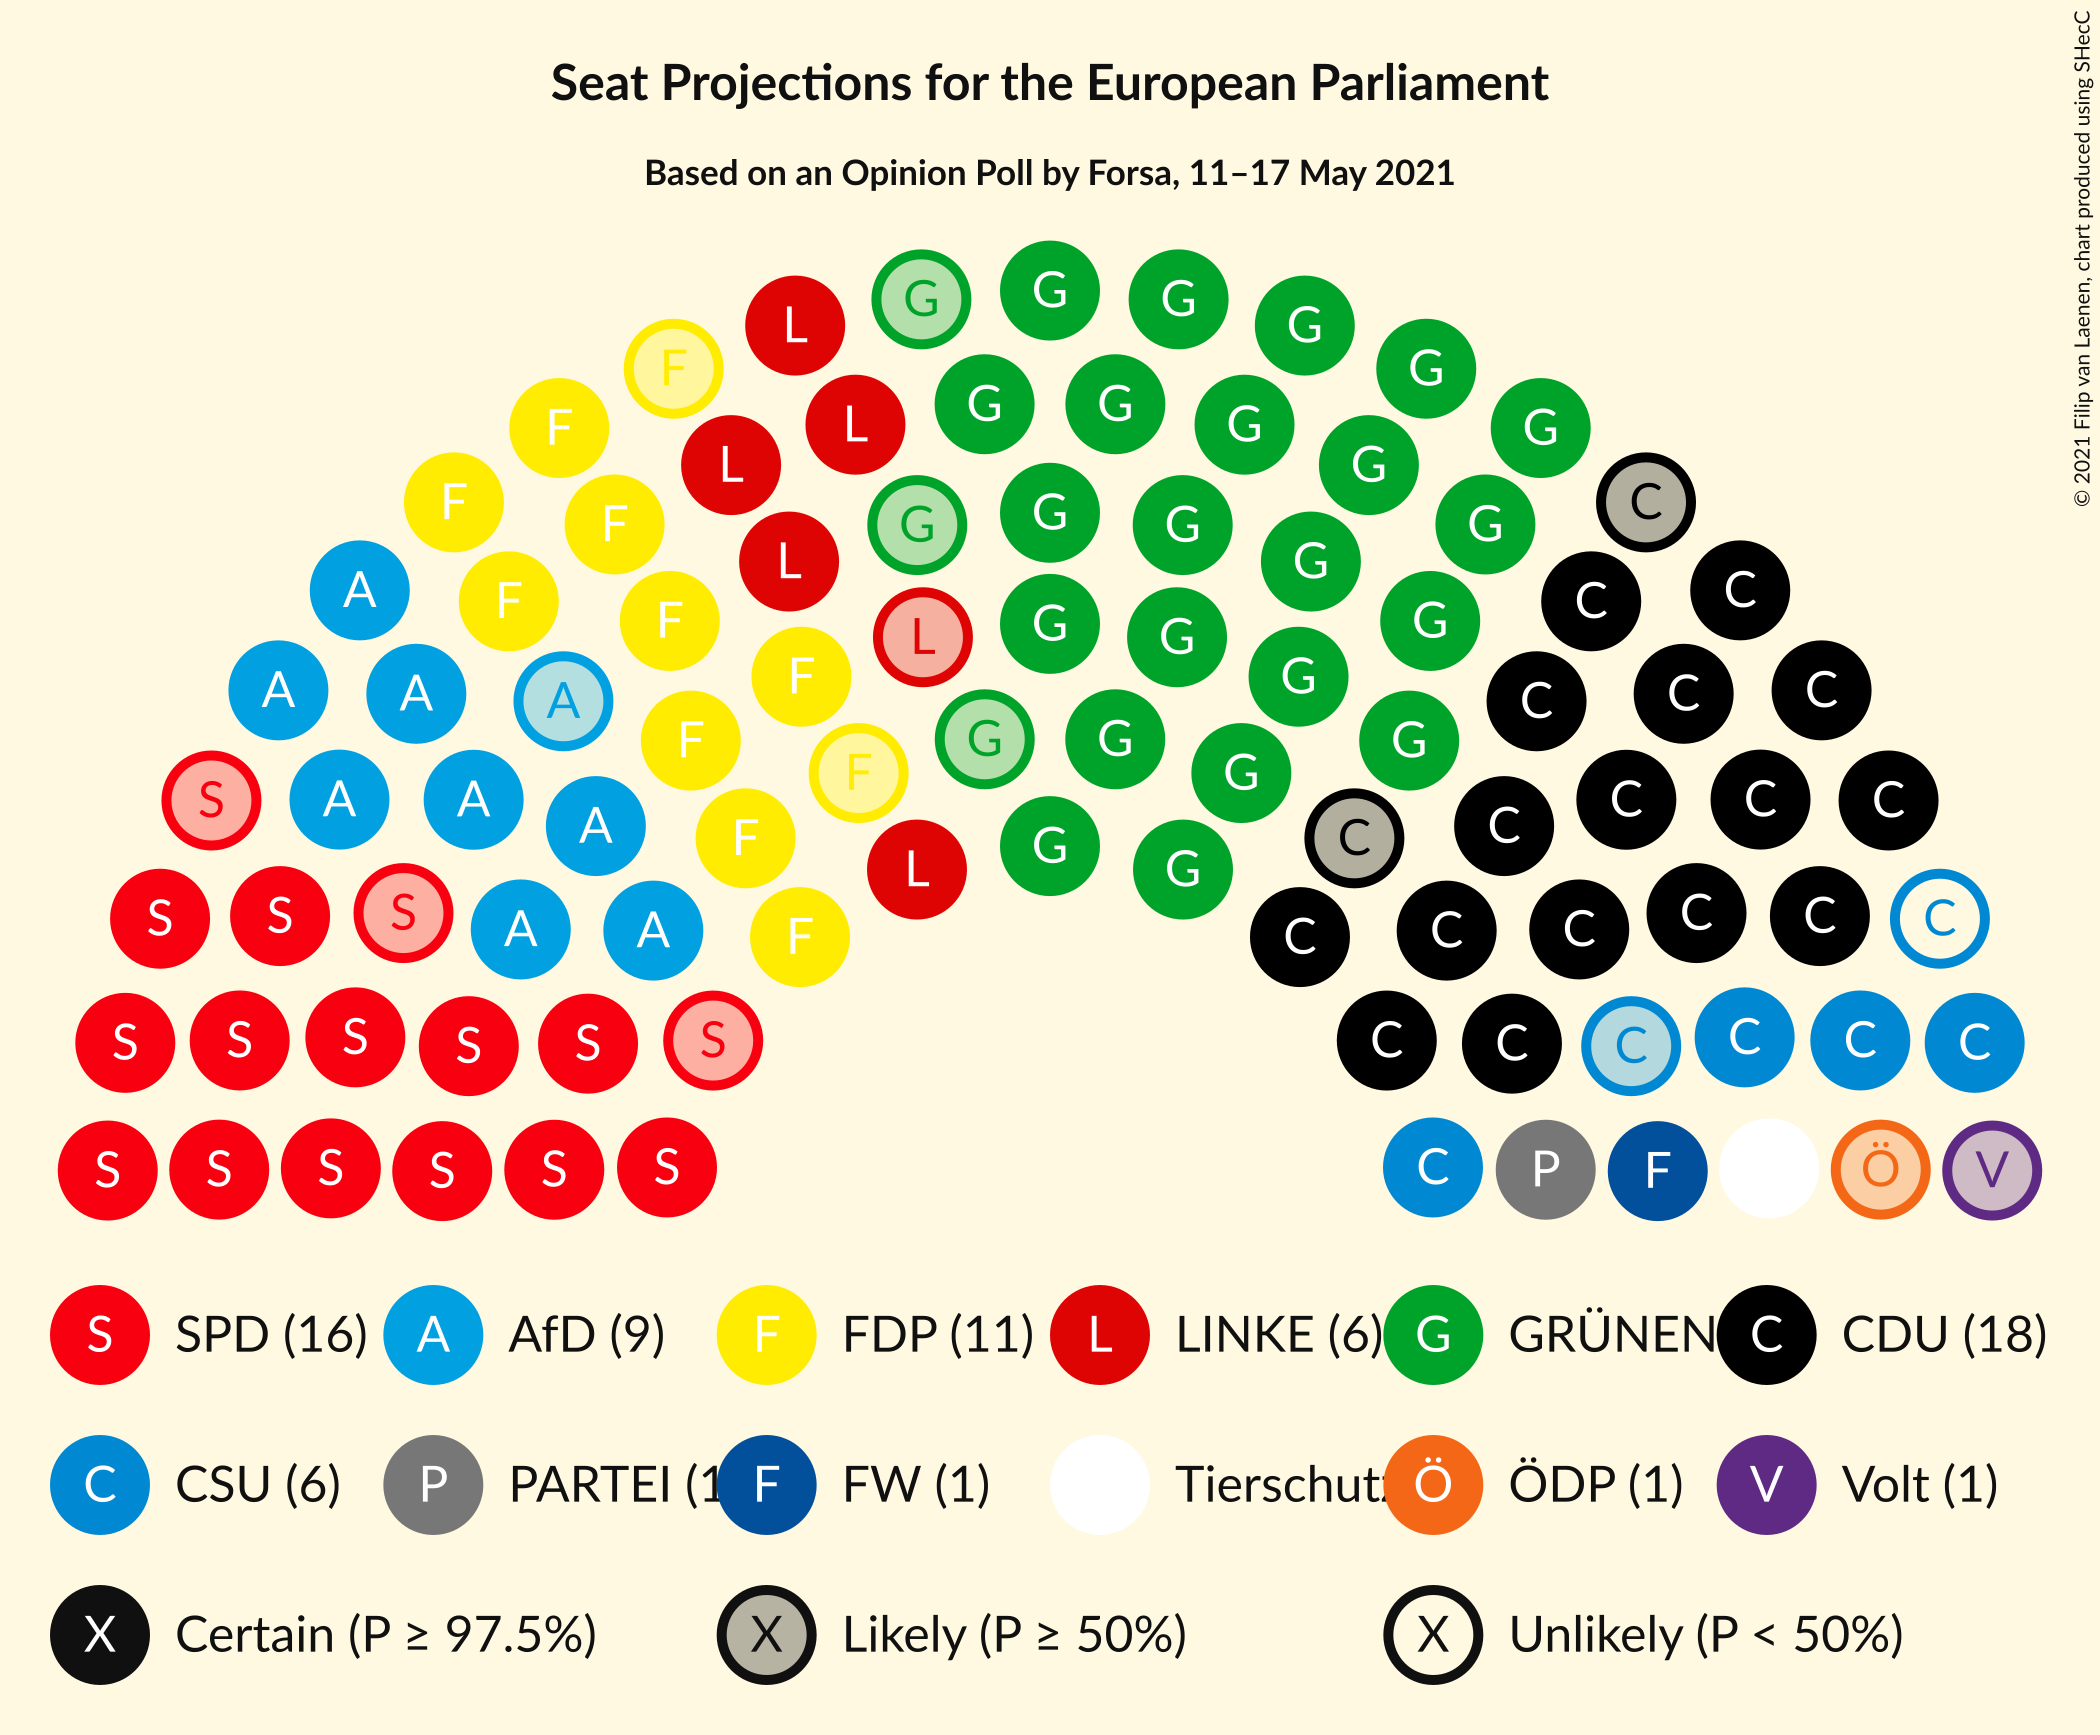 Seat Projections for the European Parliament
Based on an Opinion Poll by Forsa, 11–17 May 2021
© 2021 Filip van Laenen, chart produced using SHecC
G G G G
L G
F G
F L G G G G
F L G
F G G G C
F L G G G
A F G C C
F L G G
A A A F G C C C
F G G G
S A A A F G G C C C C
F G C
S S S A A F L G G C C C C C C
S S S S S S C C C C C C
S S S S S S C P F Ö V
S SPD (16) A AfD (9) F FDP (11) L LINKE (6) G GRÜNEN C CDU (18)
C CSU (6) P PARTEI (1 F FW (1) Tierschutz Ö ÖDP (1) V Volt (1)
X Certain (P ≥ 97.5%) X Likely (P ≥ 50%) X Unlikely (P < 50%)